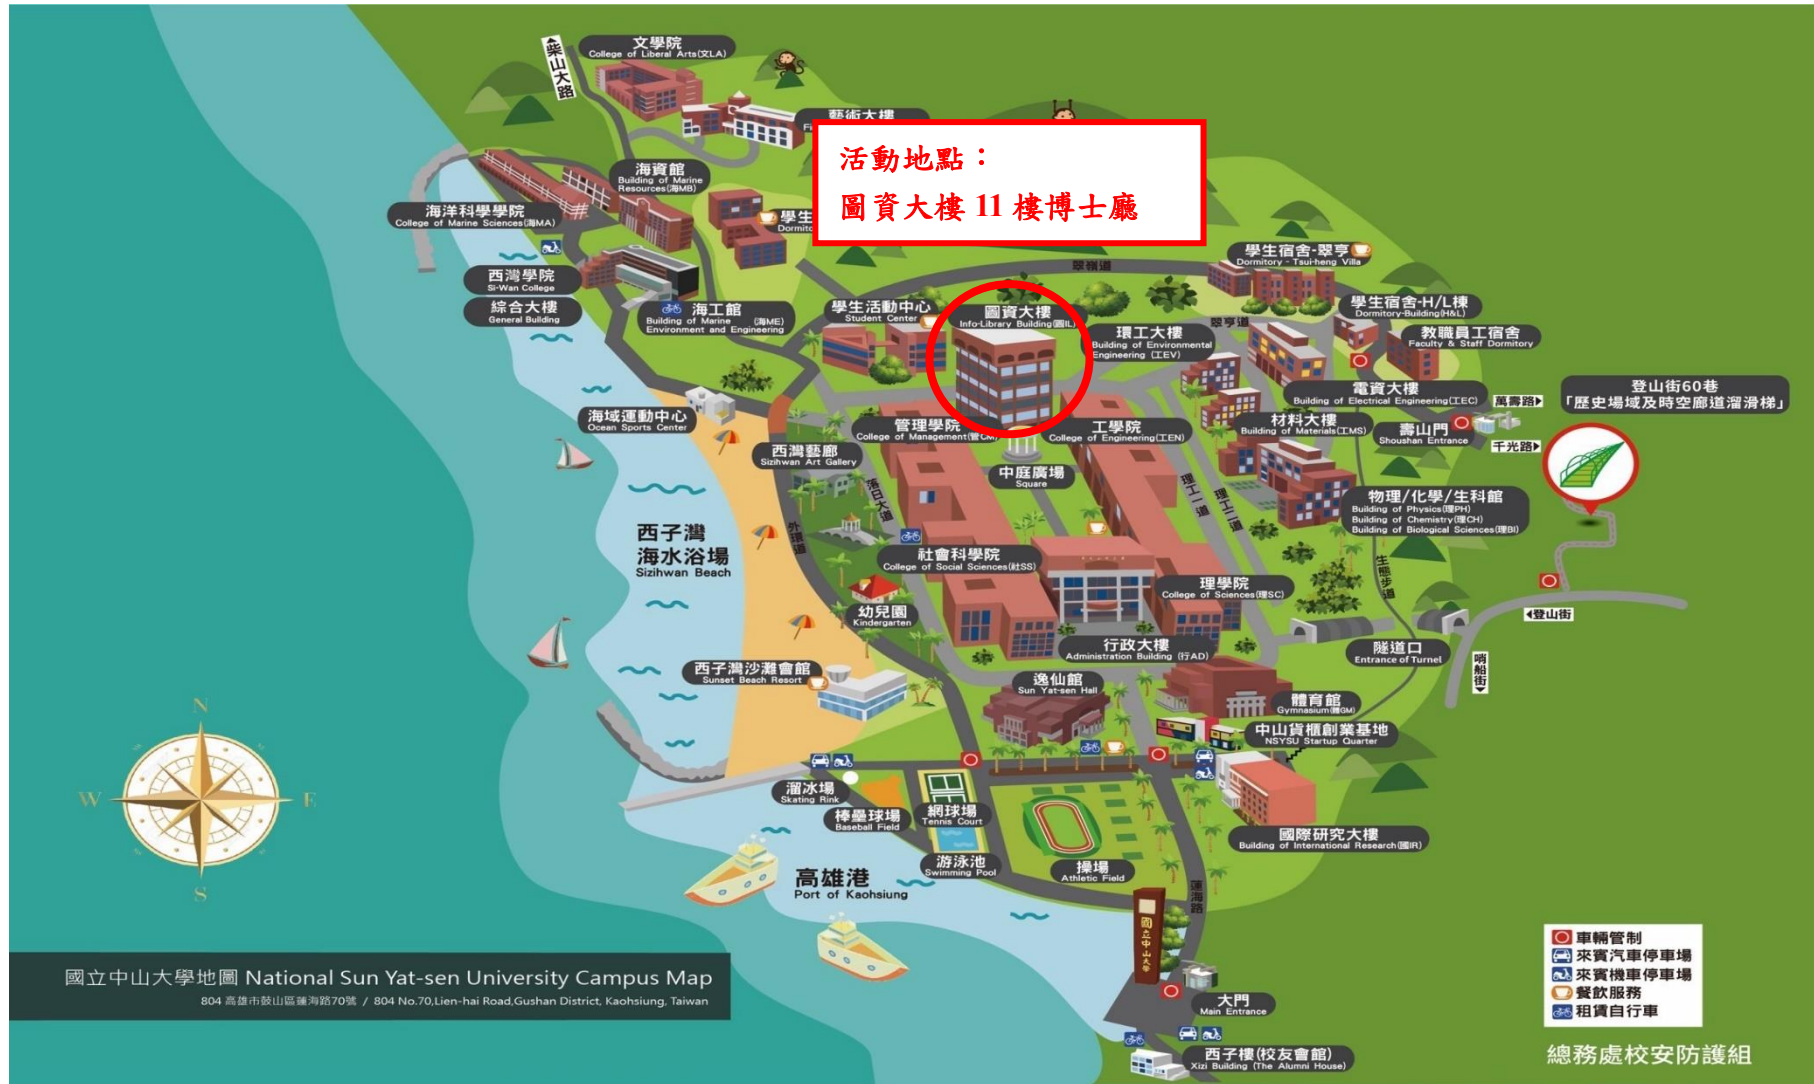 文學院
College of Liberal Arts(文LA)
▲柴山大路
藝術大樓
活動地點：
圖資大樓 11 樓博士廳
海資館
Building of Marine
Resources(海MB)
海洋科學學院
College of Marine Sciences(海MA)
學生
Dormito
西灣學院
Si-Wan College
綜合大樓
General Building
海工館
Building of Marine (海ME)
Environment and Engineering
學生活動中心
Student Center
圖資大樓
Info-Library Building(圖IL)
翠嶺道
學生宿舍-翠亨
Dormitory - Tsui-heng Villa
學生宿舍-H/L棟
Dormitory-Building(H&L)
翠亨道
環工大樓
Building of Environmental
Engineering (工EV)
教職員工宿舍
Faculty & Staff Dormitory
電資大樓
Building of Electrical Engineering(工EC)
萬壽路▶
登山街60巷
「歷史場域及時空廊道溜滑梯」
海域運動中心
Ocean Sports Center
管理學院
College of Management(管CM)
工學院
College of Engineering(工EN)
材料大樓
Building of Materials(工MS)
壽山門
Shoushan Entrance
千光路▶
西灣藝廊
Sizihwan Art Gallery
中庭廣場
Square
落日大道
理工一道
理工二道
物理/化學/生科館
Building of Physics(理PH)
Building of Chemistry(理CH)
Building of Biological Sciences(理BI)
西子灣
海水浴場
Sizihwan Beach
外環道
社會科學院
College of Social Sciences(社SS)
生態步道
理學院
College of Sciences(理SC)
幼兒園
Kindergarten
◀登山街
行政大樓
Administration Building (行AD)
隧道口
Entrance of Tunnel
哨船街▼
西子灣沙灘會館
Sunset Beach Resort
逸仙館
Sun Yat-sen Hall
體育館
Gymnasium(體GM)
中山貨櫃創業基地
NSYSU Startup Quarter
N
W
E
S
溜冰場
Skating Rink
棒壘球場
Baseball Field
網球場
Tennis Court
國際研究大樓
Building of International Research(國IR)
游泳池
Swimming Pool
操場
Athletic Field
高雄港
Port of Kaohsiung
蓮海路
國立中山大學
大門
Main Entrance
西子樓(校友會館)
Xizi Building (The Alumni House)
國立中山大學地圖 National Sun Yat-sen University Campus Map
804 高雄市鼓山區蓮海路70號 / 804 No.70,Lien-hai Road,Gushan District, Kaohsiung, Taiwan
車輛管制
來賓汽車停車場
來賓機車停車場
餐飲服務
租賃自行車
總務處校安防護組